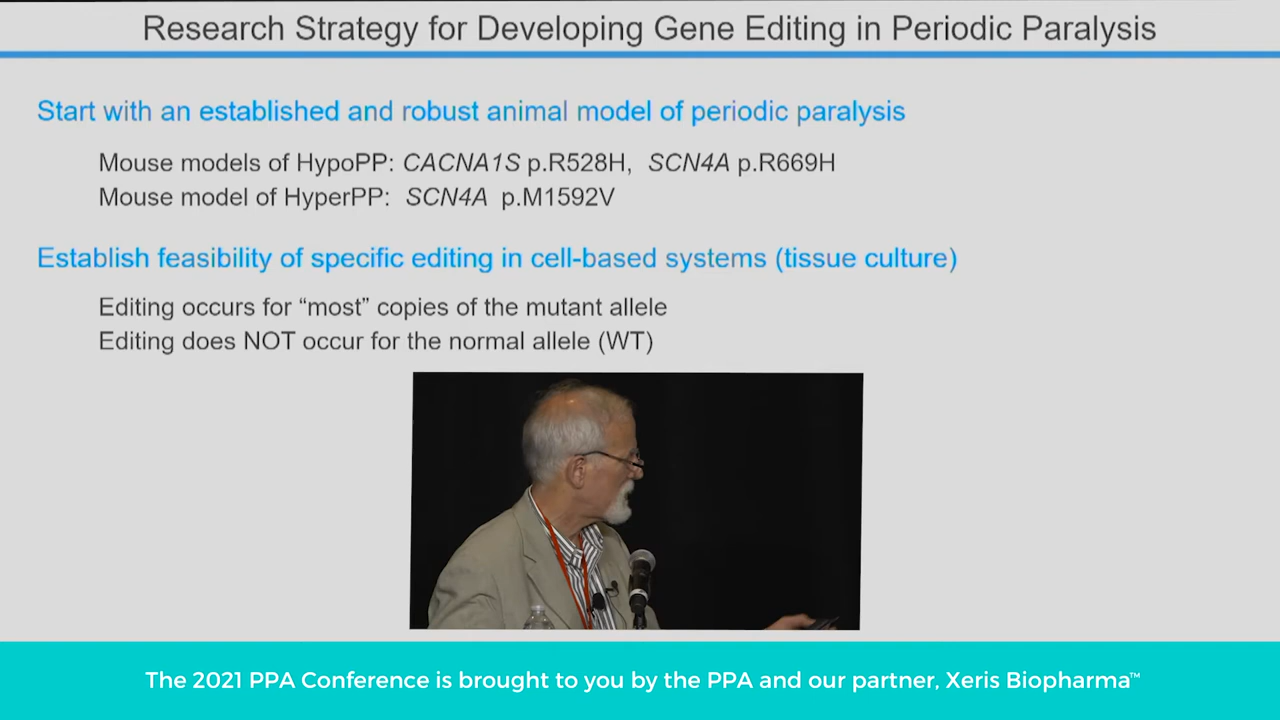 Research Strategy for Developing Gene Editing in Periodic Paralysis
Start with an established and robust animal model of periodic paralysis
Mouse models of HypoPP: CACNA1S p.R528H, SCN4A p.R669H
Mouse model of HyperPP: SCN4A p.M1592V
Establish feasibility of specific editing in cell-based systems (tissue culture)
Editing occurs for “most” copies of the mutant allele
Editing does NOT occur for the normal allele (WT)
The 2021 PPA Conference is brought to you by the PPA and our partner, Xeris Biopharma™